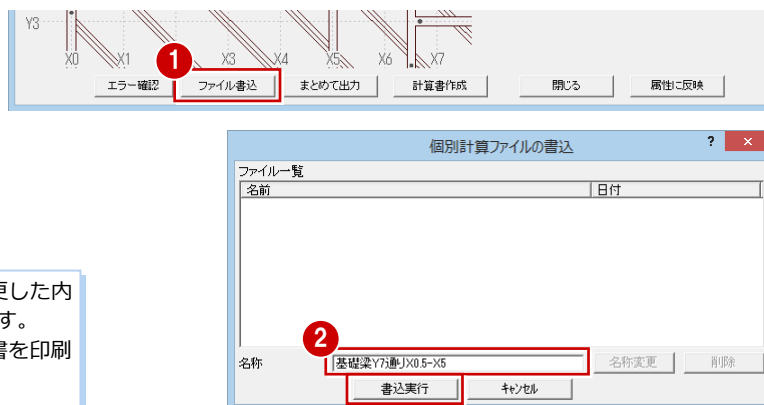 Y3
X0 X1 X3 X4 X5 X6 X7
1
エラー確認 ファイル書込 まとめて出力 計算書作成 閉じる 属性に反映
個別計算ファイルの書込 ? ×
ファイル一覧
名前 日付
更した内
す。
書を印刷
2
名称 基礎梁Y7通りX0.5-X5 名称変更 削除
書込実行 キャンセル